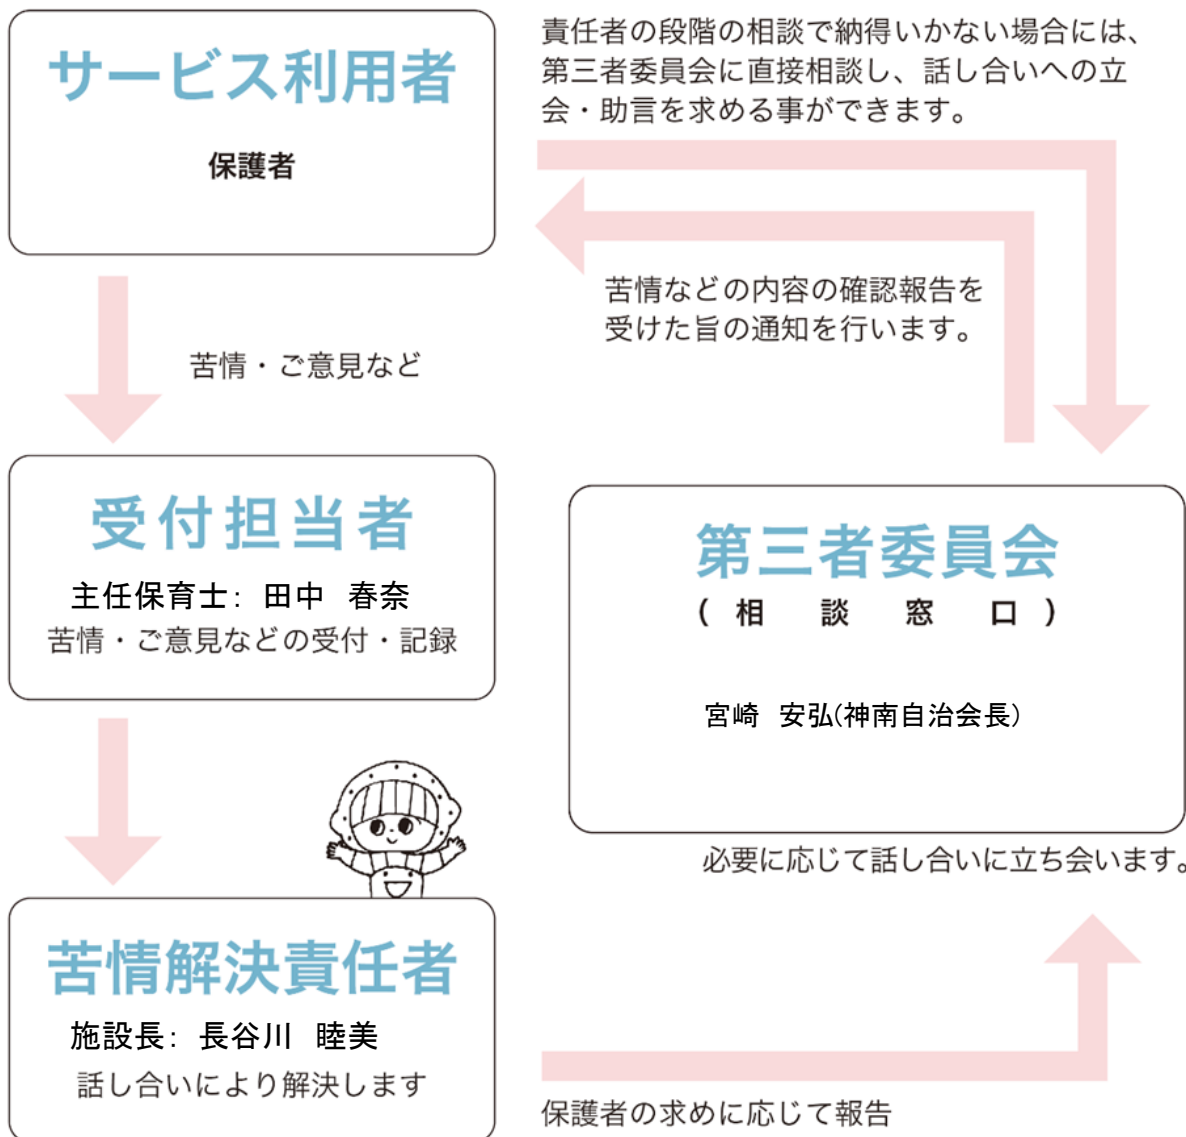 サービス利用者
保護者
責任者の段階の相談で納得いかない場合には、
第三者委員会に直接相談し、話し合いへの立
会・助言を求める事ができます。
苦情などの内容の確認報告を
受けた旨の通知を行います。
苦情・ご意見など
受付担当者
主任保育士： 田中　春奈
苦情・ご意見などの受付・記録
第三者委員会
(相談窓口)
宮崎　安弘(神南自治会長)
必要に応じて話し合いに立ち会います。
苦情解決責任者
施設長： 長谷川　睦美
話し合いにより解決します
保護者の求めに応じて報告